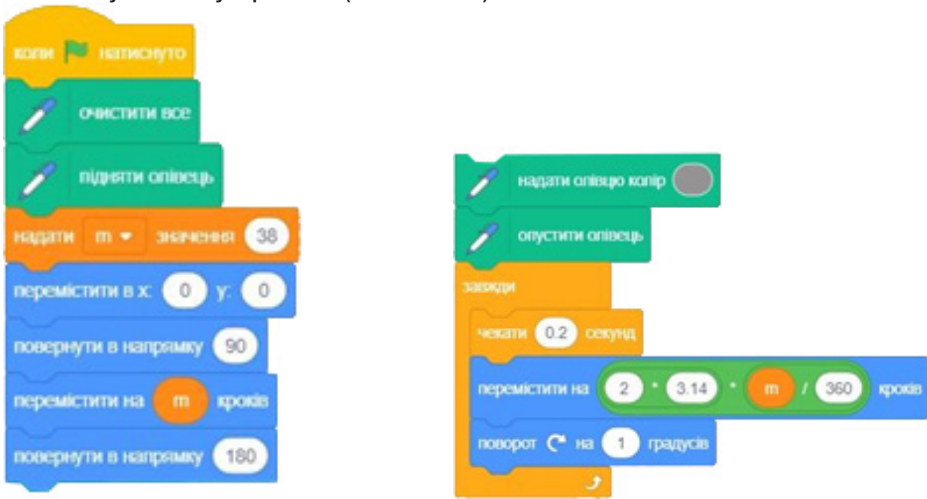 коли натиснуто
очистити все
підняти олівець
надати m значення 38
перемістити в x: 0 y: 0
повернути в напрямку 90
перемістити на m кроків
повернути в напрямку 180
надати олівцю колір
опустити олівець
завжди
чекати 0.2 секунд
перемістити на 2 * 3.14 * m / 360 кроків
поворот на 1 градусів